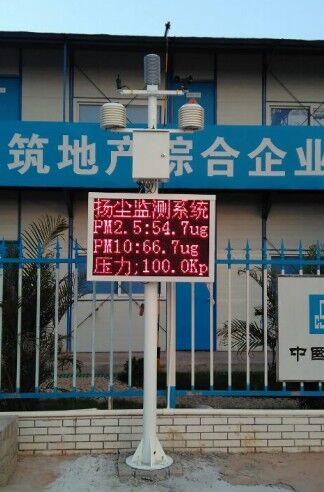 筑地产综合企业
扬尘监测系统
PM2.5:54.7ug
PM10:66.7ug
压力:100.0Kp
中国